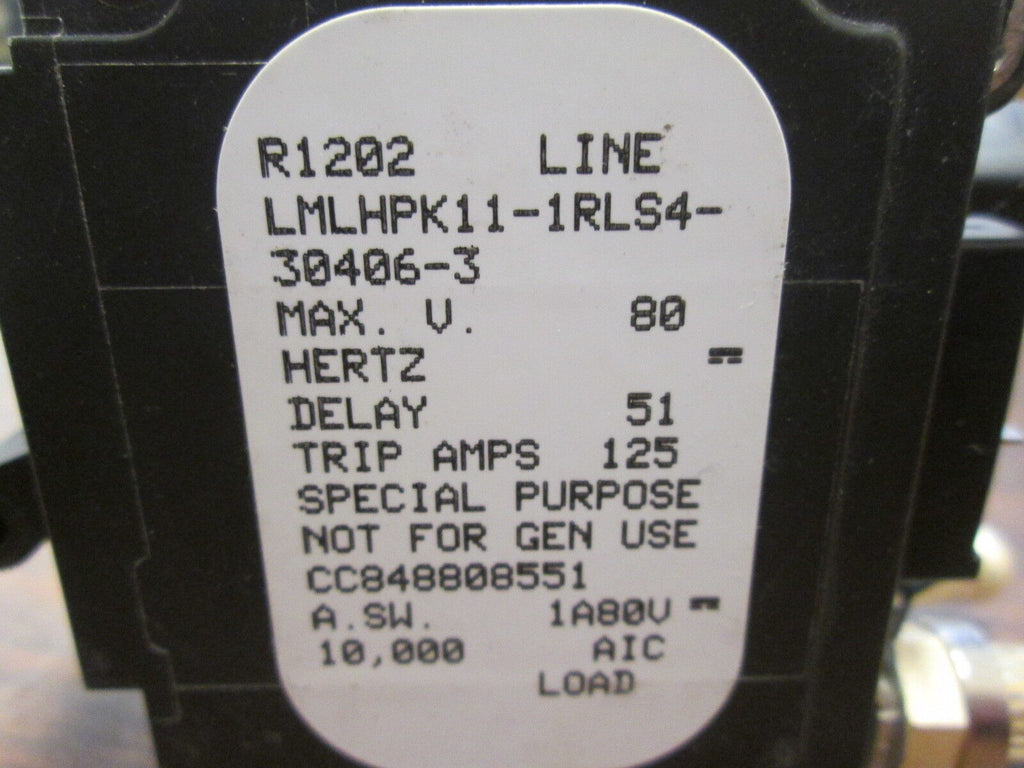 R1202 LINE
LMLHPK11-1RLS4-
30406-3
MAX. V. 80
HERTZ ⎓
DELAY 51
TRIP AMPS 125
SPECIAL PURPOSE
NOT FOR GEN USE
CC848808551
A.SW. 1A80V ⎓
10,000 AIC
LOAD